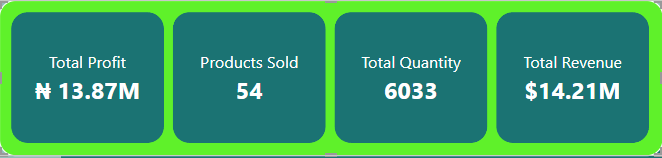 Total Profit
₦ 13.87M
Products Sold
54
Total Quantity
6033
Total Revenue
$14.21M